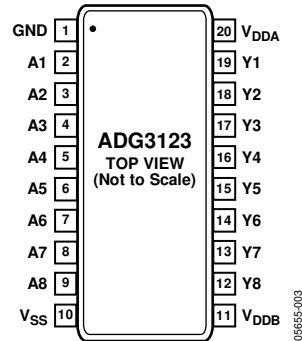 GND 1
A1 2
A2 3
A3 4
A4 5
A5 6
A6 7
A7 8
A8 9
VSS 10
ADG3123
TOP VIEW
(Not to Scale)
20 VDDA
19 Y1
18 Y2
17 Y3
16 Y4
15 Y5
14 Y6
13 Y7
12 Y8
11 VDDB
05655-003